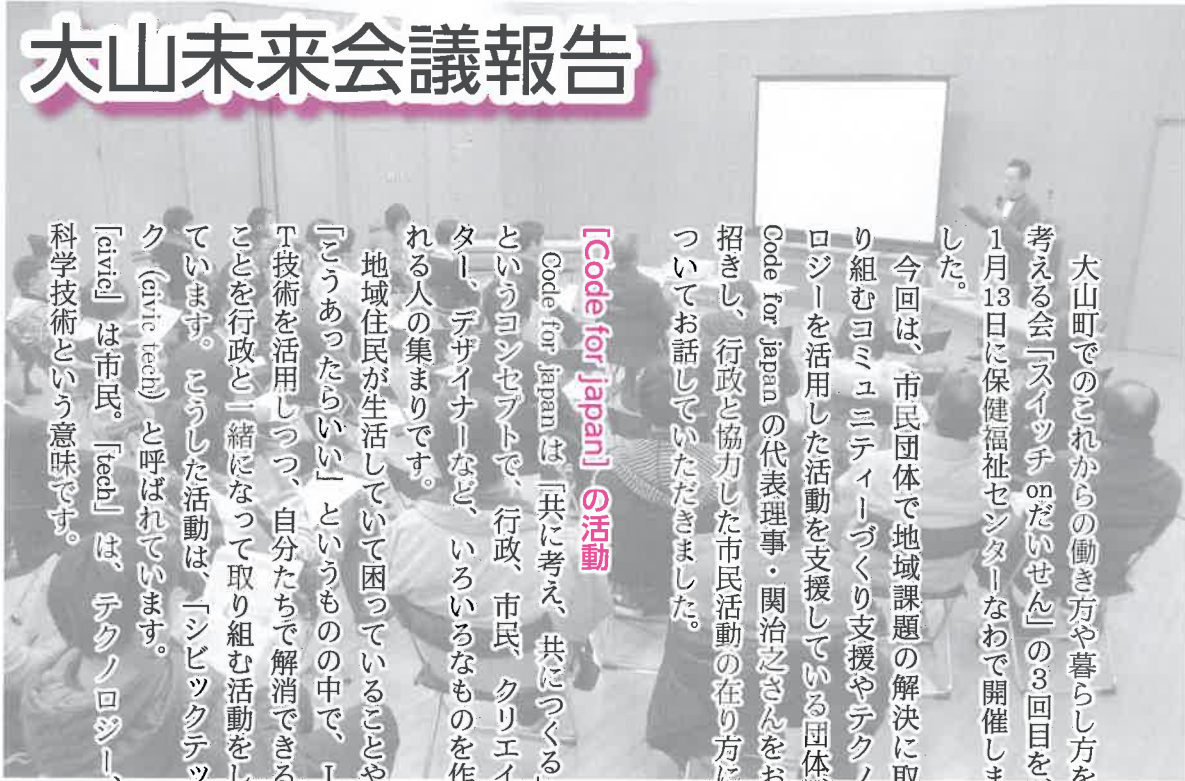 大山未来会議報告
大山町でのこれからの働き方や暮らし方を
考える会「スイッチonだいせん」の3回目を、
1月13日に保健福祉センターなわで開催しま
した。
今回は、市民団体で地域課題の解決に取
り組むコミュニティーづくり支援やテクノ
ロジーを活用した活動を支援している団体、
Code for japanの代表理事・関治之さんをお
招きし、行政と協力した市民活動の在り方に
ついてお話していただきました。
[Code for japan]の活動
Code for japanは「共に考え、共につくる」
というコンセプトで、行政、市民、クリエイ
ター、デザイナーなど、いろいろなものを作
れる人の集まりです。
地域住民が生活していて困っていることや
「こうあったらいい」というものの中で、I
T技術を活用しつつ、自分たちで解消できる
ことを行政と一緒になって取り組む活動をし
ています。こうした活動は、「シビックテッ
ク(civic tech)と呼ばれています。
「civic」は市民。「tech」は、テクノロジー、
科学技術という意味です。